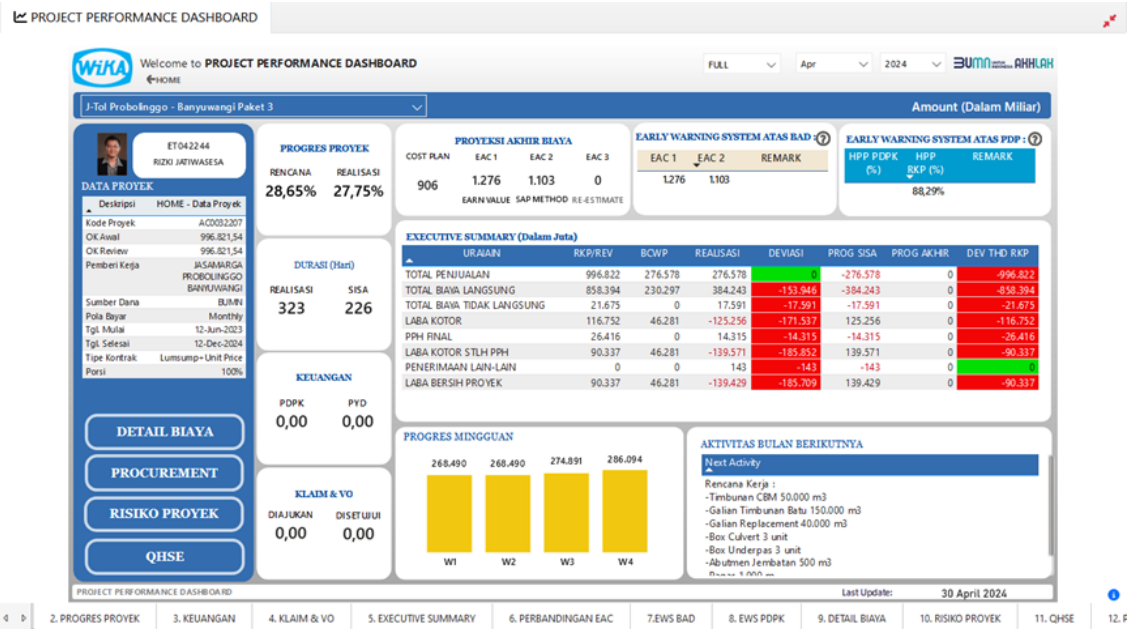 PROJECT PERFORMANCE DASHBOARD
WIKA
Welcome to PROJECT PERFORMANCE DASHBOARD
HOME
FULL
Apr
2024
BUMN UNTUK INDONESIA AKHLAK
J-Tol Probolinggo - Banyuwangi Paket 3
Amount (Dalam Miliar)
ET042244
RIZKI JATIWASESA
DATA PROYEK
Deskripsi HOME - Data Proyek
Kode Proyek AC0032207
OK Awal 996.821,54
OK Review 996.821,54
Pemberi Kerja JASAMARGA
PROBOLINGGO
BANYUWANGI
Sumber Dana BUMN
Pola Bayar Monthly
Tgl. Mulai 12-Jun-2023
Tgl. Selesai 12-Dec-2024
Tipe Kontrak Lumsump+Unit Price
Porsi 100%
DETAIL BIAYA
PROCUREMENT
RISIKO PROYEK
QHSE
PROGRES PROYEK
RENCANA REALISASI
28,65% 27,75%
DURASI (Hari)
REALISASI SISA
323 226
KEUANGAN
PDPK PYD
0,00 0,00
KLAIM & VO
DIAJUKAN DISETUJUI
0,00 0,00
PROYEKSI AKHIR BIAYA
COST PLAN EAC 1 EAC 2 EAC 3
906 1.276 1.103 0
EARN VALUE SAP METHOD RE-ESTIMATE
EARLY WARNING SYSTEM ATAS BAD : ?
EAC 1 EAC 2 REMARK
1.276 1.103
EARLY WARNING SYSTEM ATAS PDP : ?
HPP PDPK (%) HPP RKP (%) REMARK
88,29%
EXECUTIVE SUMMARY (Dalam Juta)
URAIAN RKP/REV BCWP REALISASI DEVIASI PROG SISA PROG AKHIR DEV THD RKP
TOTAL PENJUALAN 996.822 276.578 276.578 0 -276.578 0 -996.822
TOTAL BIAYA LANGSUNG 858.394 230.297 384.243 -153.946 -384.243 0 -858.394
TOTAL BIAYA TIDAK LANGSUNG 21.675 0 17.591 -17.591 -17.591 0 -21.675
LABA KOTOR 116.752 46.281 -125.256 -171.537 125.256 0 -116.752
PPH FINAL 26.416 0 14.315 -14.315 -14.315 0 -26.416
LABA KOTOR STLH PPH 90.337 46.281 -139.571 -185.852 139.571 0 -90.337
PENERIMAAN LAIN-LAIN 0 0 143 -143 -143 0 0
LABA BERSIH PROYEK 90.337 46.281 -139.429 -185.709 139.429 0 -90.337
PROGRES MINGGUAN
268.490 268.490 274.891 286.094
W1 W2 W3 W4
AKTIVITAS BULAN BERIKUTNYA
Next Activity
Rencana Kerja :
-Timbunan CBM 50.000 m3
-Galian Timbunan Batu 150.000 m3
-Galian Replacement 40.000 m3
-Box Culvert 3 unit
-Box Underpas 3 unit
-Abutmen Jembatan 500 m3
PROJECT PERFORMANCE DASHBOARD
Last Update: 30 April 2024
2. PROGRES PROYEK 3. KEUANGAN 4. KLAIM & VO 5. EXECUTIVE SUMMARY 6. PERBANDINGAN EAC 7.EWS BAD 8. EWS PDPK 9. DETAIL BIAYA 10. RISIKO PROYEK 11. QHSE 12.